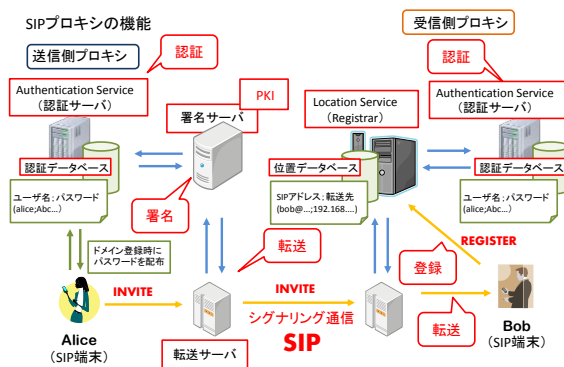 SIPプロキシの機能
送信側プロキシ
認証
受信側プロキシ
認証
Authentication Service
(認証サーバ)
PKI
署名サーバ
Location Service
(Registrar)
Authentication Service
(認証サーバ)
認証データベース
位置データベース
認証データベース
ユーザ名:パスワード
(alice;Abc…)
署名
SIPアドレス:転送先
(bob@…;192.168.…)
ユーザ名:パスワード
(alice;Abc…)
ドメイン登録時に
パスワードを配布
転送
REGISTER
登録
INVITE
INVITE
シグナリング通信
SIP
転送
Alice
(SIP端末)
転送サーバ
Bob
(SIP端末)